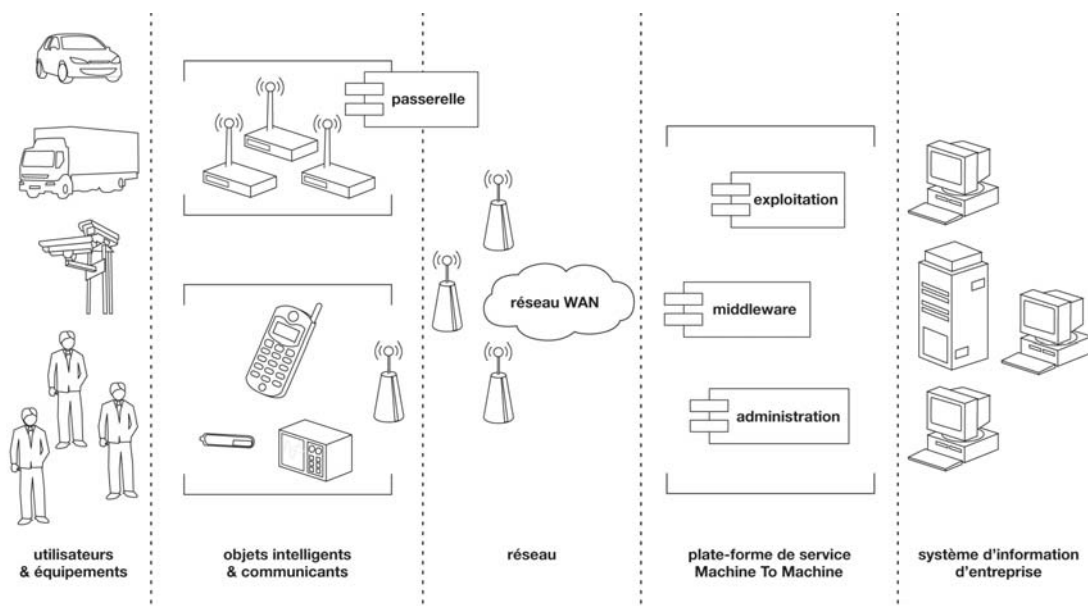 passerelle
exploitation
réseau WAN
middleware
administration
utilisateurs
& équipements
objets intelligents
& communicants
réseau
plate-forme de service
Machine To Machine
système d'information
d'entreprise